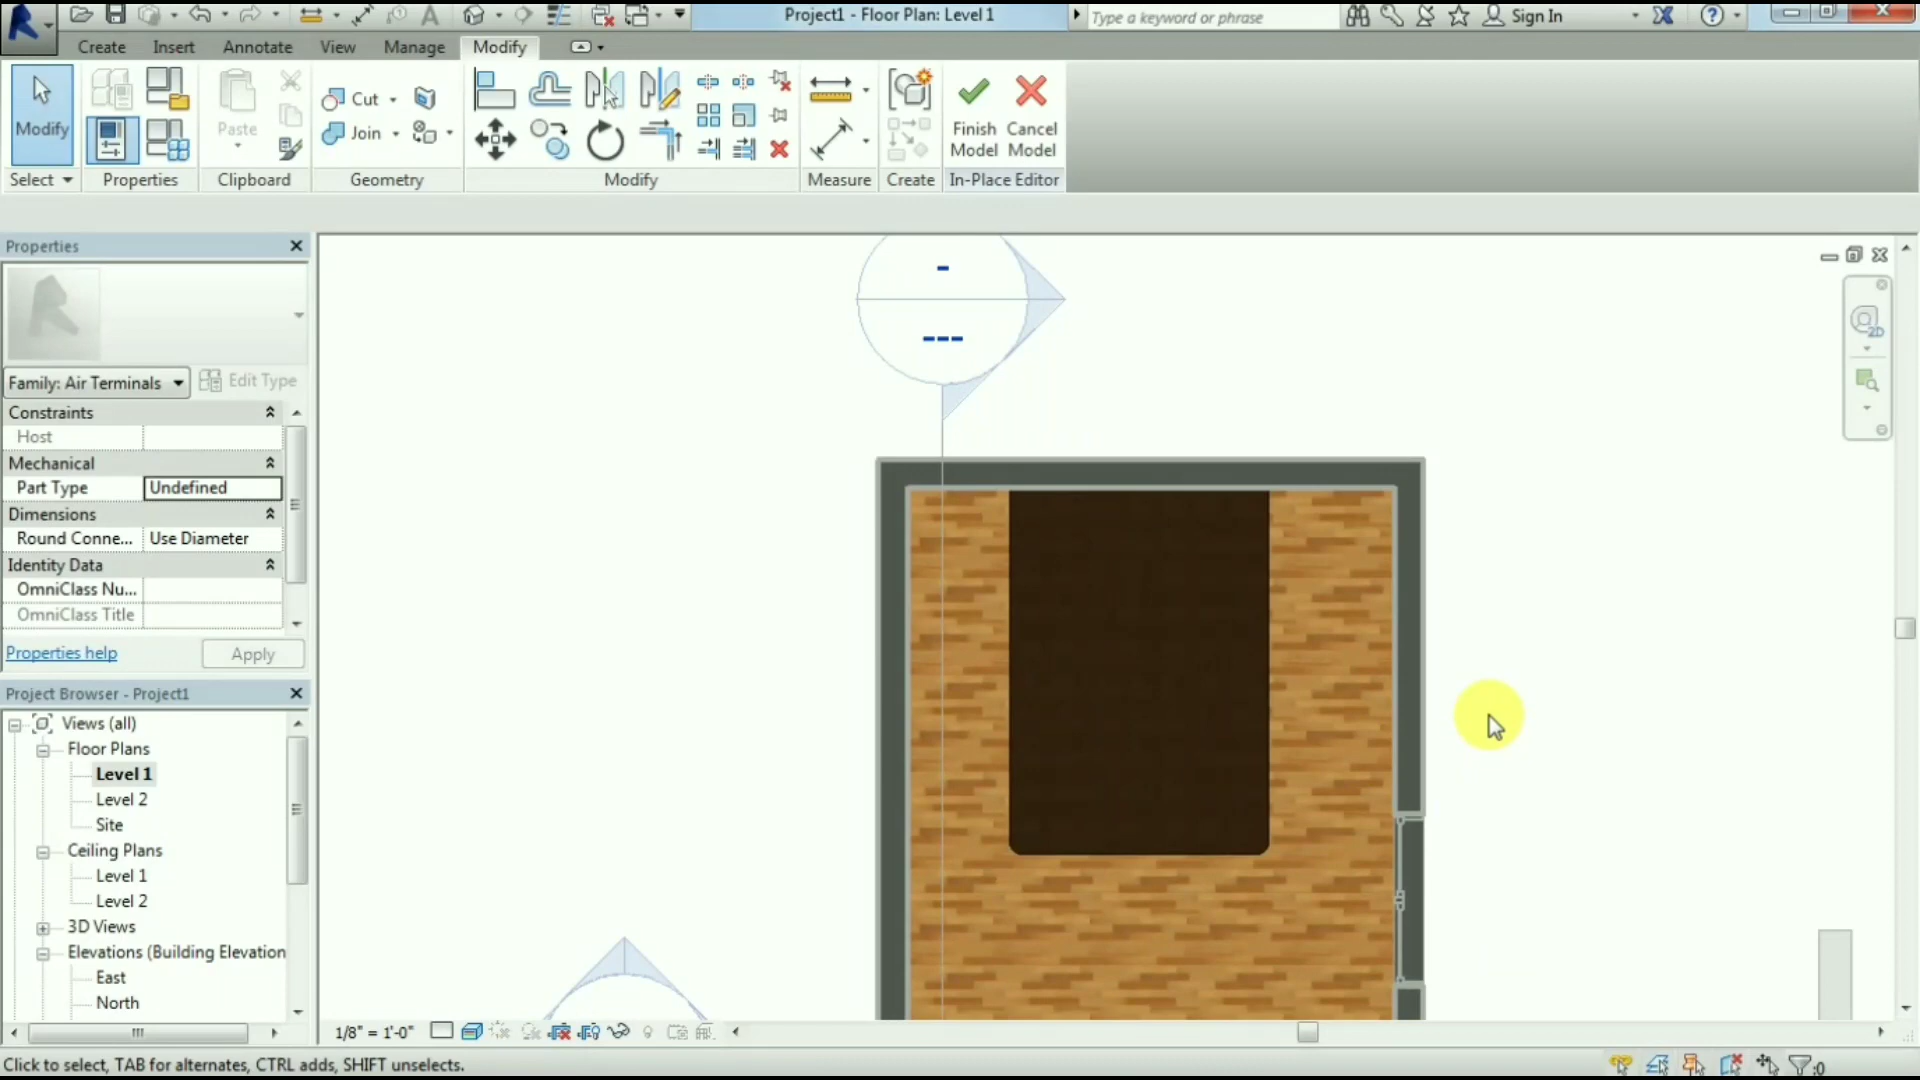 Project1 - Floor Plan: Level 1
Type a keyword or phrase
Sign In
Create Insert Annotate View Manage Modify
Modify
Paste
Cut
Join
Finish Model
Cancel Model
Select Properties Clipboard Geometry Modify Measure Create In-Place Editor
Properties
Family: Air Terminals
Edit Type
Constraints
Host
Mechanical
Part Type Undefined
Dimensions
Round Conne... Use Diameter
Identity Data
OmniClass Nu...
OmniClass Title
Properties help
Apply
Project Browser - Project1
Views (all)
Floor Plans
Level 1
Level 2
Site
Ceiling Plans
Level 1
Level 2
3D Views
Elevations (Building Elevation
East
North
2D
1/8" = 1'-0"
Click to select, TAB for alternates, CTRL adds, SHIFT unselects.
:0